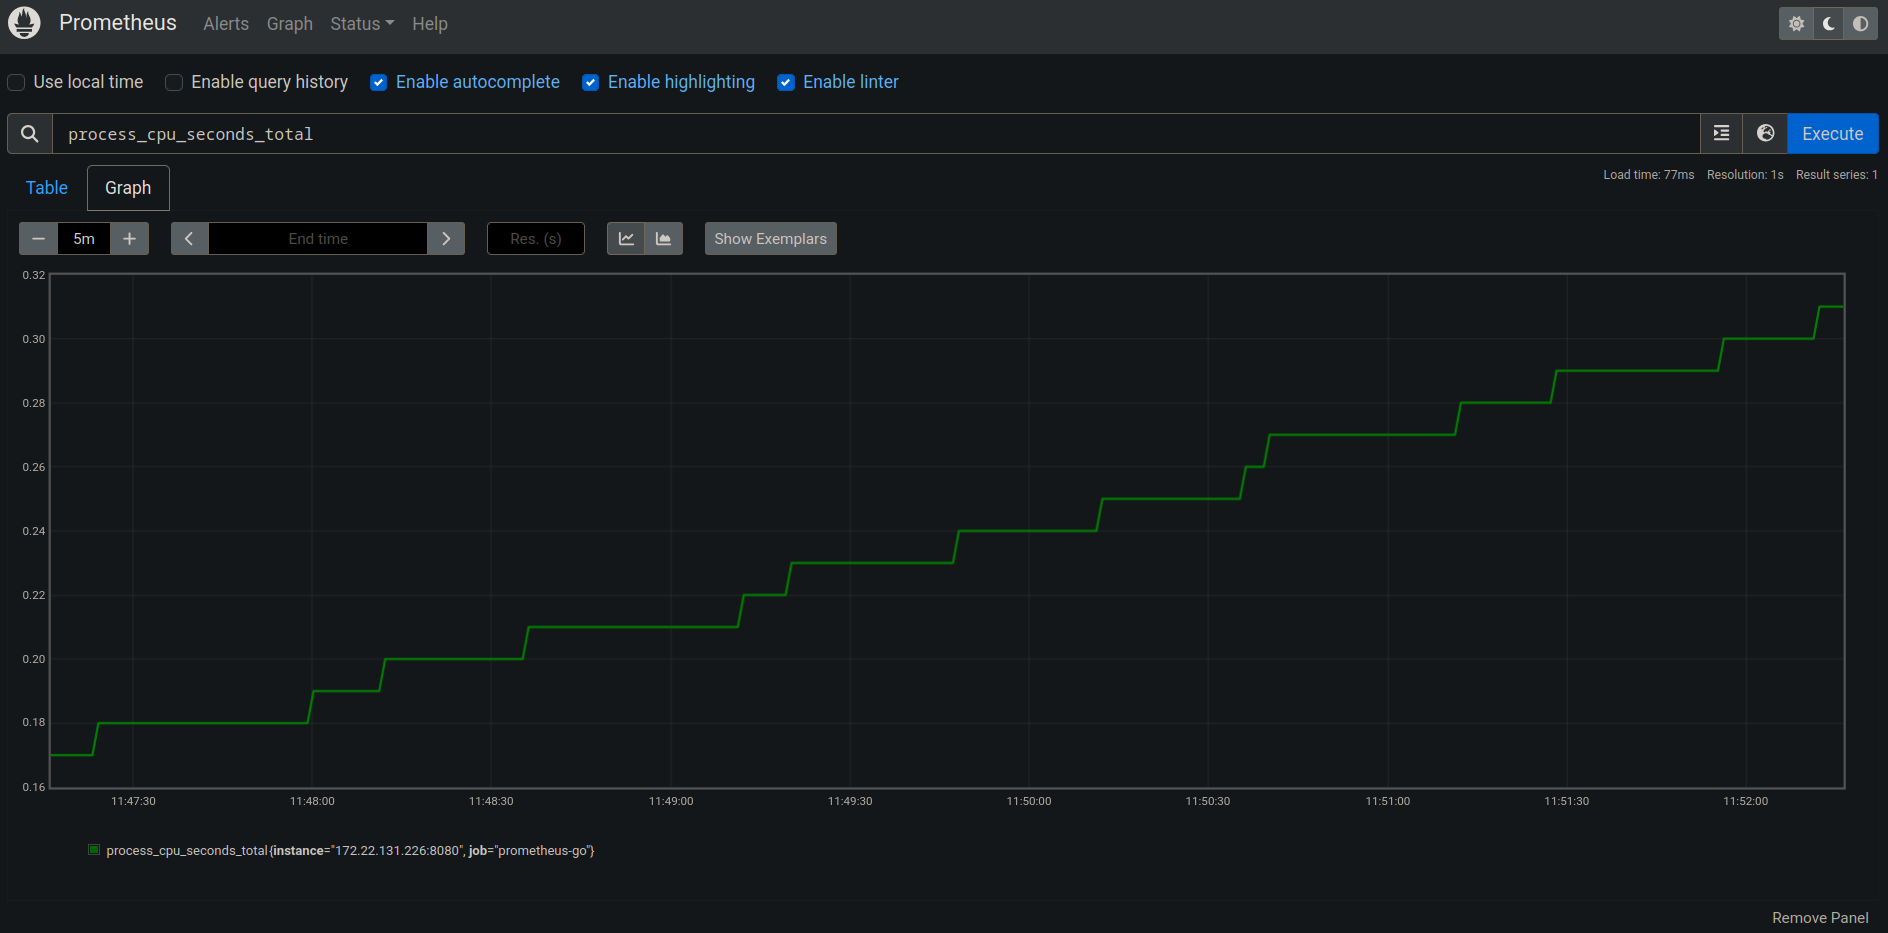 Prometheus Alerts Graph Status Help
Use local time Enable query history Enable autocomplete Enable highlighting Enable linter
process_cpu_seconds_total Execute
Table Graph
Load time: 77ms Resolution: 1s Result series: 1
5m End time Res. (s) Show Exemplars
0.32
0.30
0.28
0.26
0.24
0.22
0.20
0.18
0.16
11:47:30 11:48:00 11:48:30 11:49:00 11:49:30 11:50:00 11:50:30 11:51:00 11:51:30 11:52:00
process_cpu_seconds_total{instance="172.22.131.226:8080", job="prometheus-go"}
Remove Panel